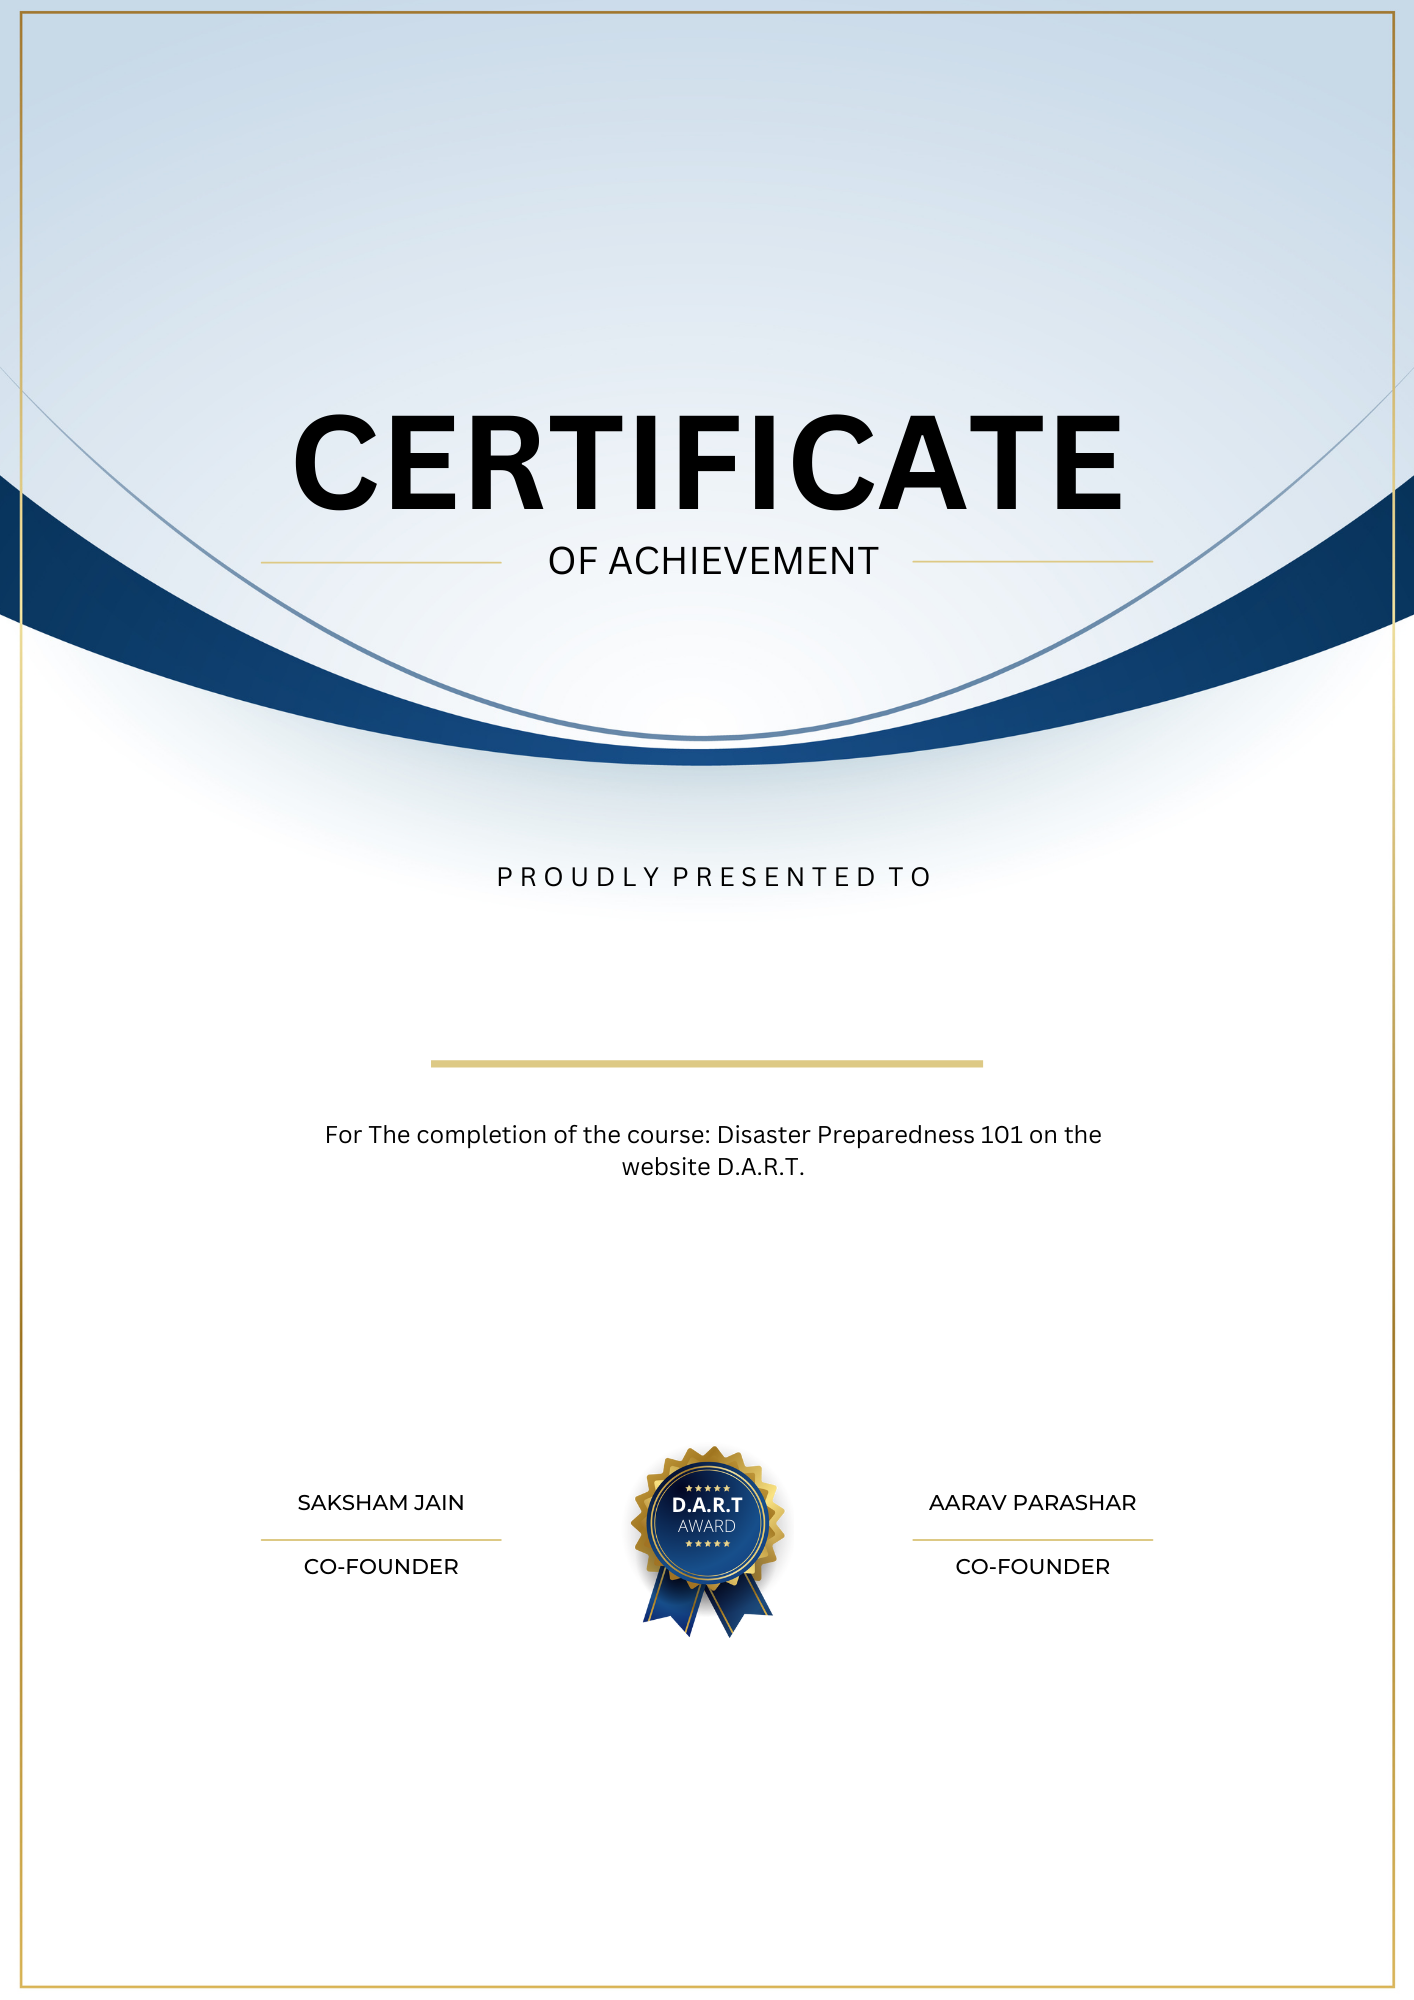 CERTIFICATE
OF ACHIEVEMENT
PROUDLY PRESENTED TO
For The completion of the course: Disaster Preparedness 101 on the
website D.A.R.T.
SAKSHAM JAIN
CO-FOUNDER
D.A.R.T
AWARD
AARAV PARASHAR
CO-FOUNDER